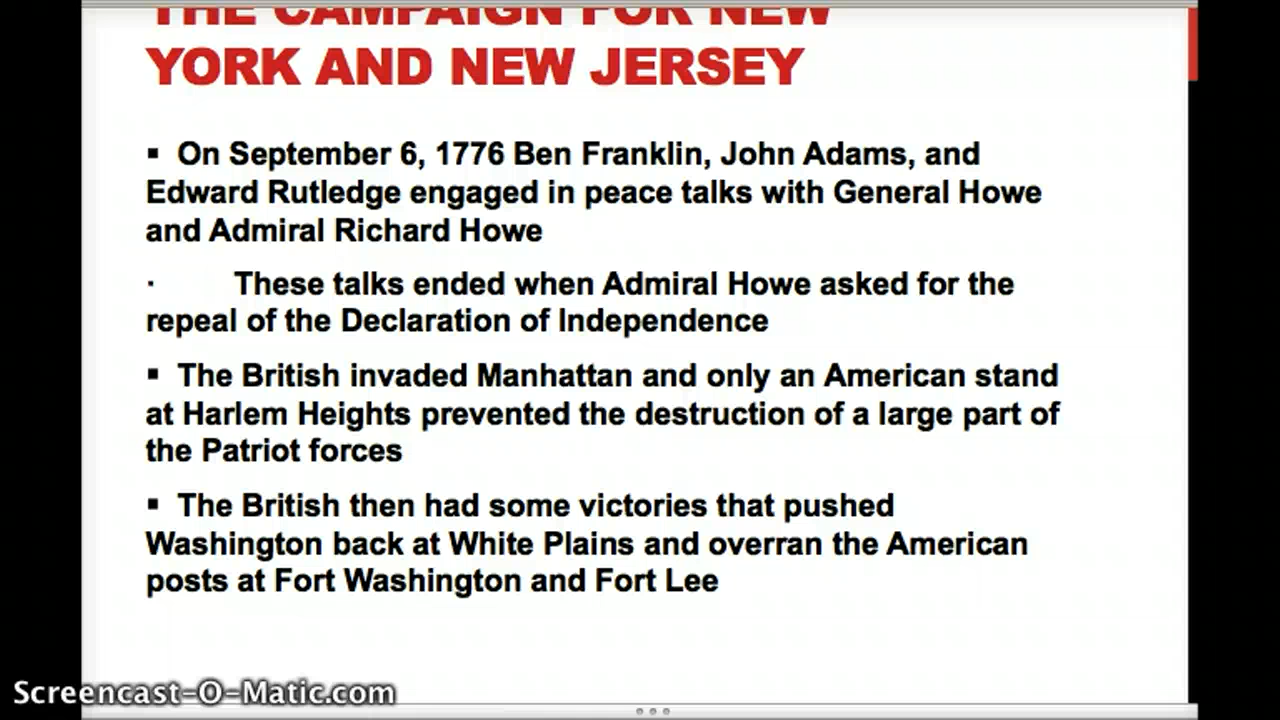 THE CAMPAIGN FOR NEW
YORK AND NEW JERSEY
▪ On September 6, 1776 Ben Franklin, John Adams, and
Edward Rutledge engaged in peace talks with General Howe
and Admiral Richard Howe
· These talks ended when Admiral Howe asked for the
repeal of the Declaration of Independence
▪ The British invaded Manhattan and only an American stand
at Harlem Heights prevented the destruction of a large part of
the Patriot forces
▪ The British then had some victories that pushed
Washington back at White Plains and overran the American
posts at Fort Washington and Fort Lee
Screencast-O-Matic.com